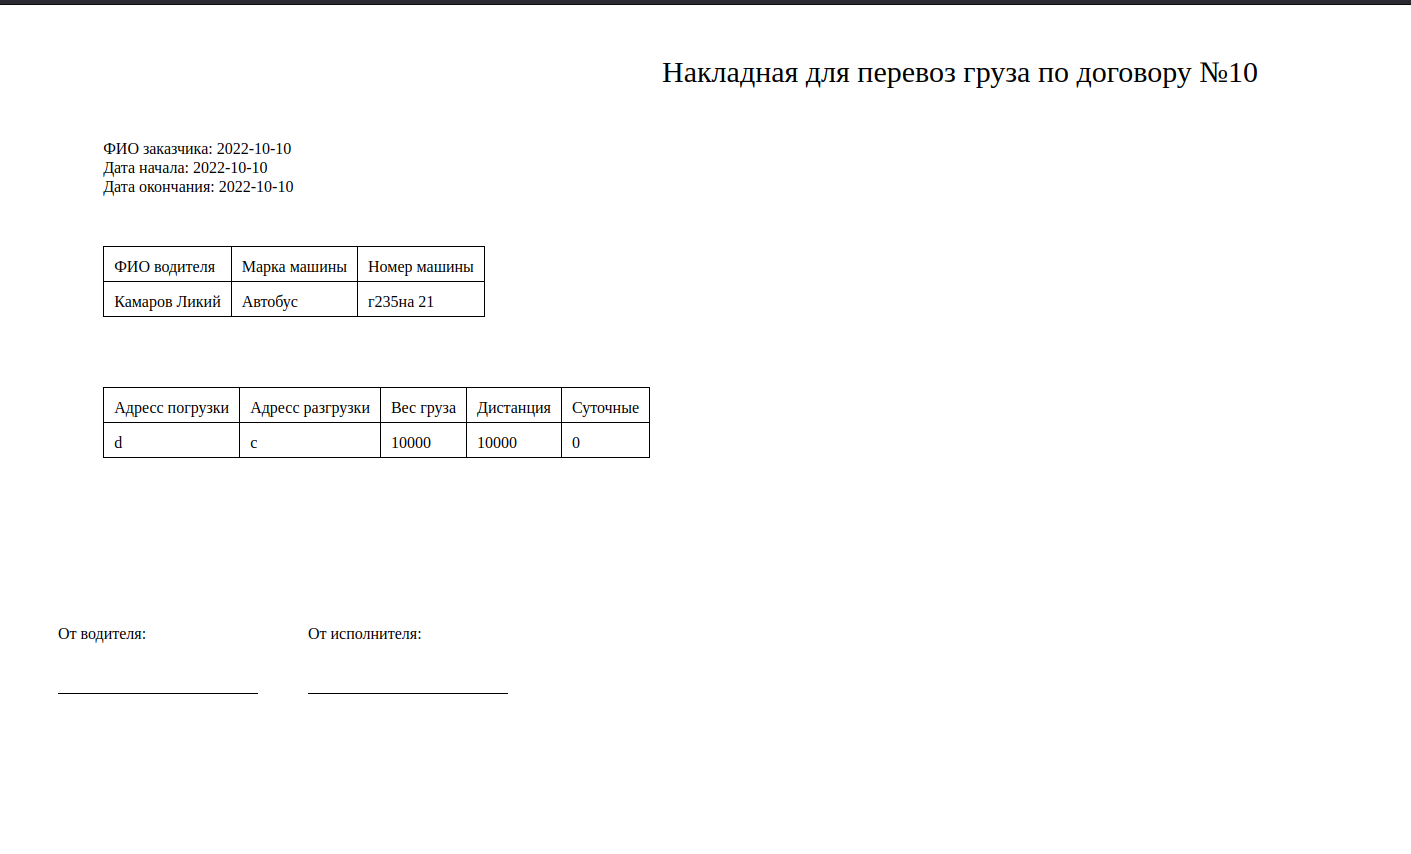 Накладная для перевоз груза по договору №10
ФИО заказчика: 2022-10-10
Дата начала: 2022-10-10
Дата окончания: 2022-10-10
ФИО водителя Марка машины Номер машины
Камаров Ликий Автобус г235на 21
Адресс погрузки Адресс разгрузки Вес груза Дистанция Суточные
d c 10000 10000 0
От водителя: От исполнителя: